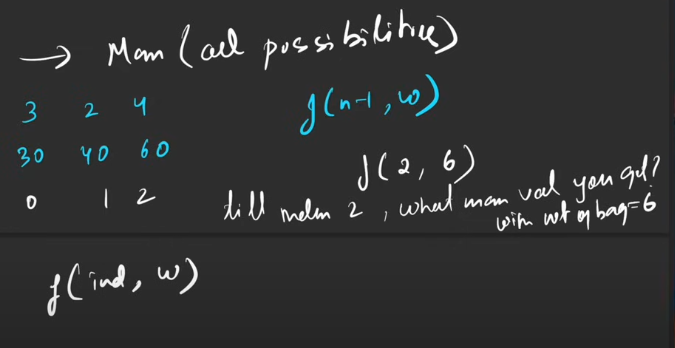 → Max (all possibilities)
3 2 4
f(n-1, w)
30 40 60
f(2, 6)
0 1 2
till index 2, what max val you get?
with wt of bag=6
f(ind, w)